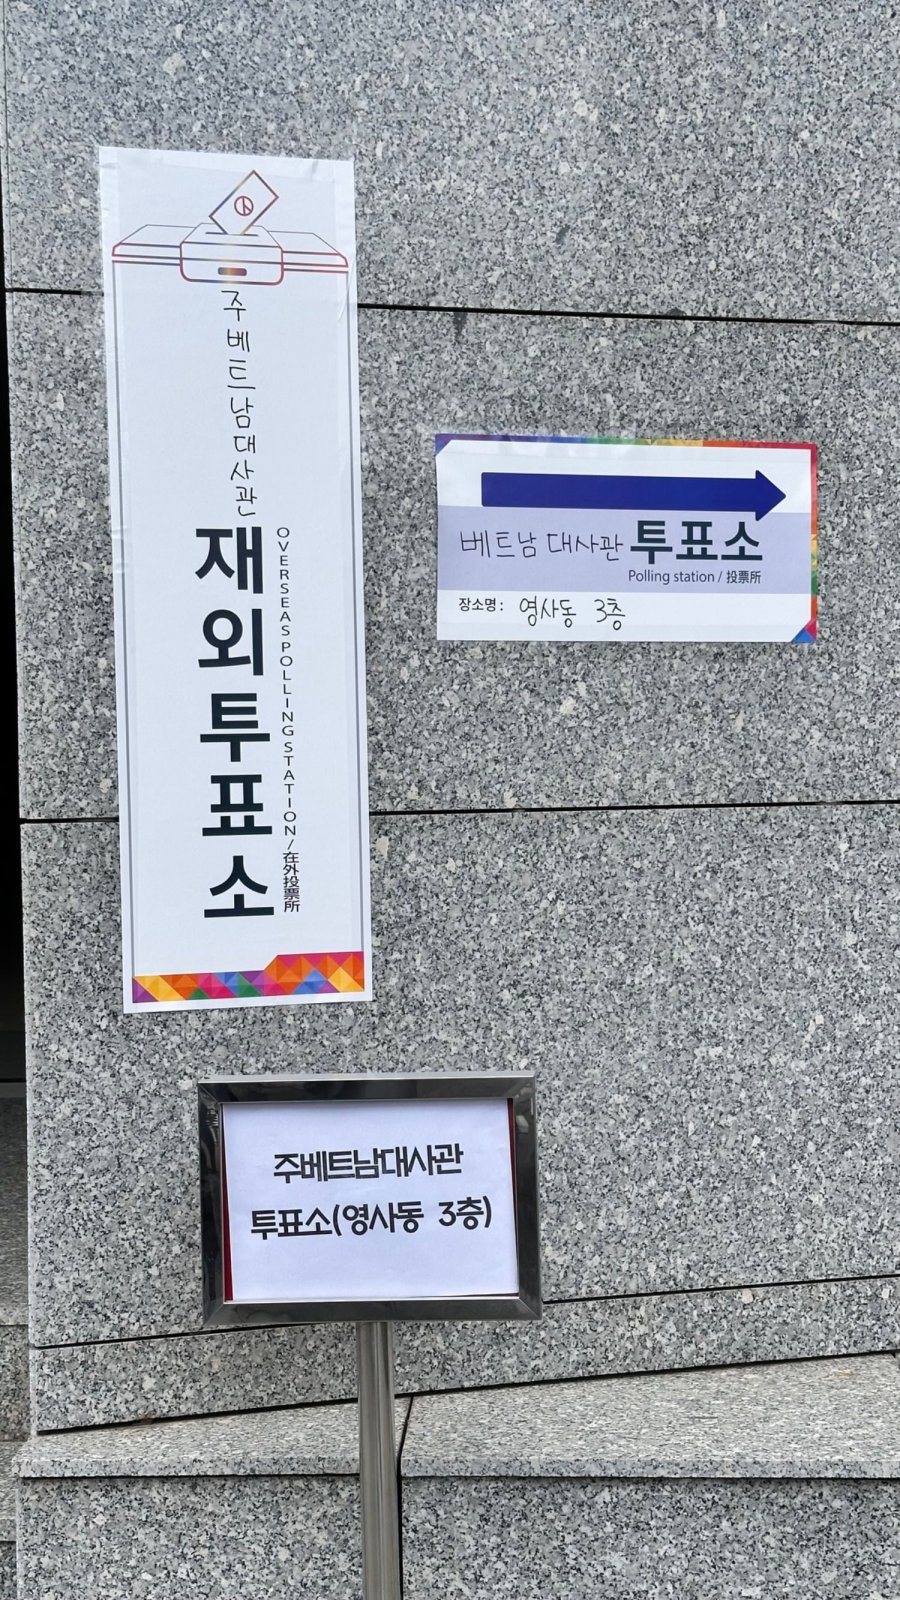 주베트남대사관
재외투표소
OVERSEAS POLLING STATION / 在外投票所
베트남 대사관 투표소
Polling station / 投票所
장소명 : 영사동 3층
주베트남대사관
투표소(영사동 3층)